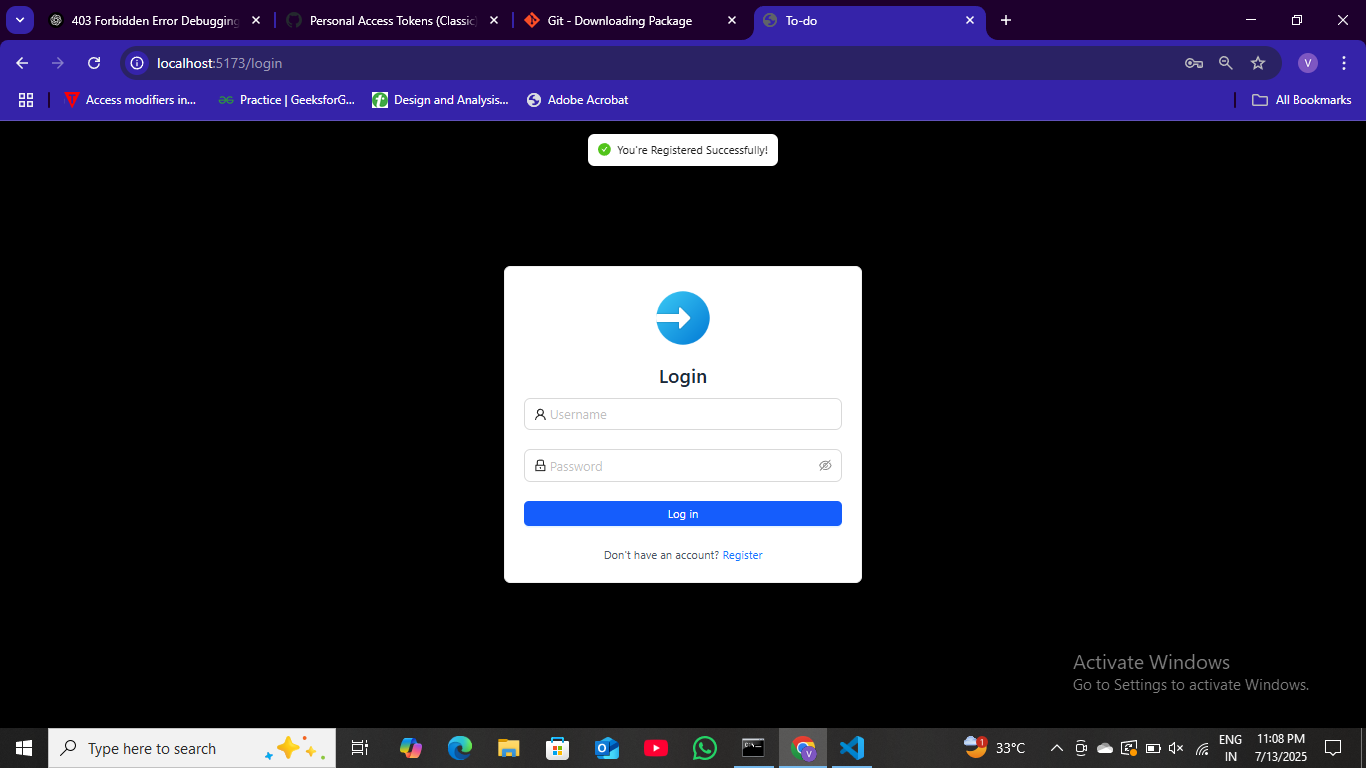 403 Forbidden Error Debugging
Personal Access Tokens (Classic)
Git - Downloading Package
To-do
localhost:5173/login
V
Access modifiers in...
Practice | GeeksforG...
Design and Analysis...
Adobe Acrobat
All Bookmarks
You're Registered Successfully!
Login
Username
Password
Log in
Don't have an account? Register
Activate Windows
Go to Settings to activate Windows.
Type here to search
1
33°C
ENG
IN
11:08 PM
7/13/2025